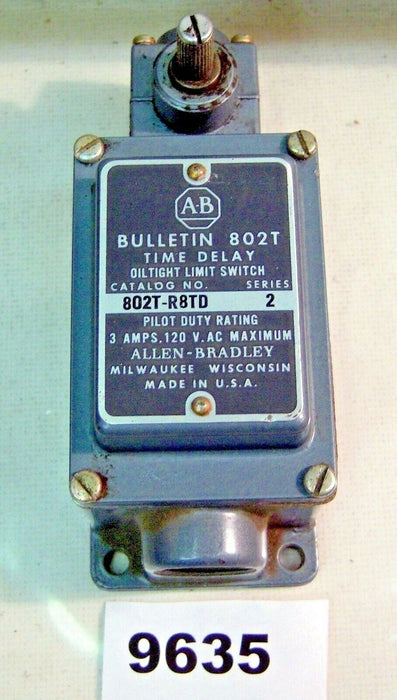 A-B
BULLETIN 802T
TIME DELAY
OILTIGHT LIMIT SWITCH
CATALOG NO. SERIES
802T-R8TD 2
PILOT DUTY RATING
3 AMPS. 120 V. AC MAXIMUM
ALLEN-BRADLEY
MILWAUKEE WISCONSIN
MADE IN U.S.A.
9635